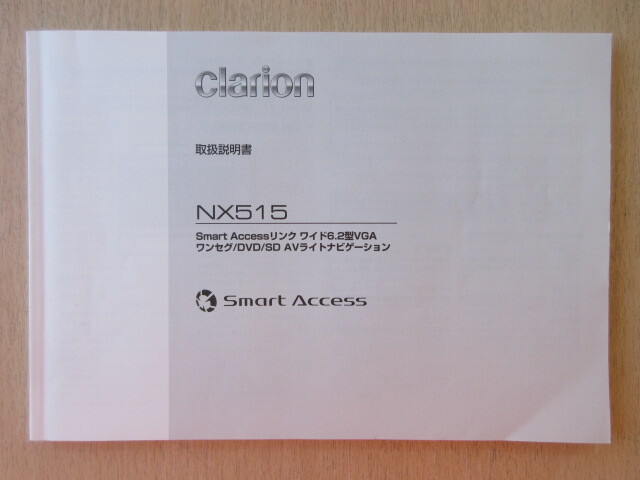 Clarion
取扱説明書
NX515
Smart Accessリンク ワイド6.2型VGA
ワンセグ/DVD/SD AVライトナビゲーション
Smart Access